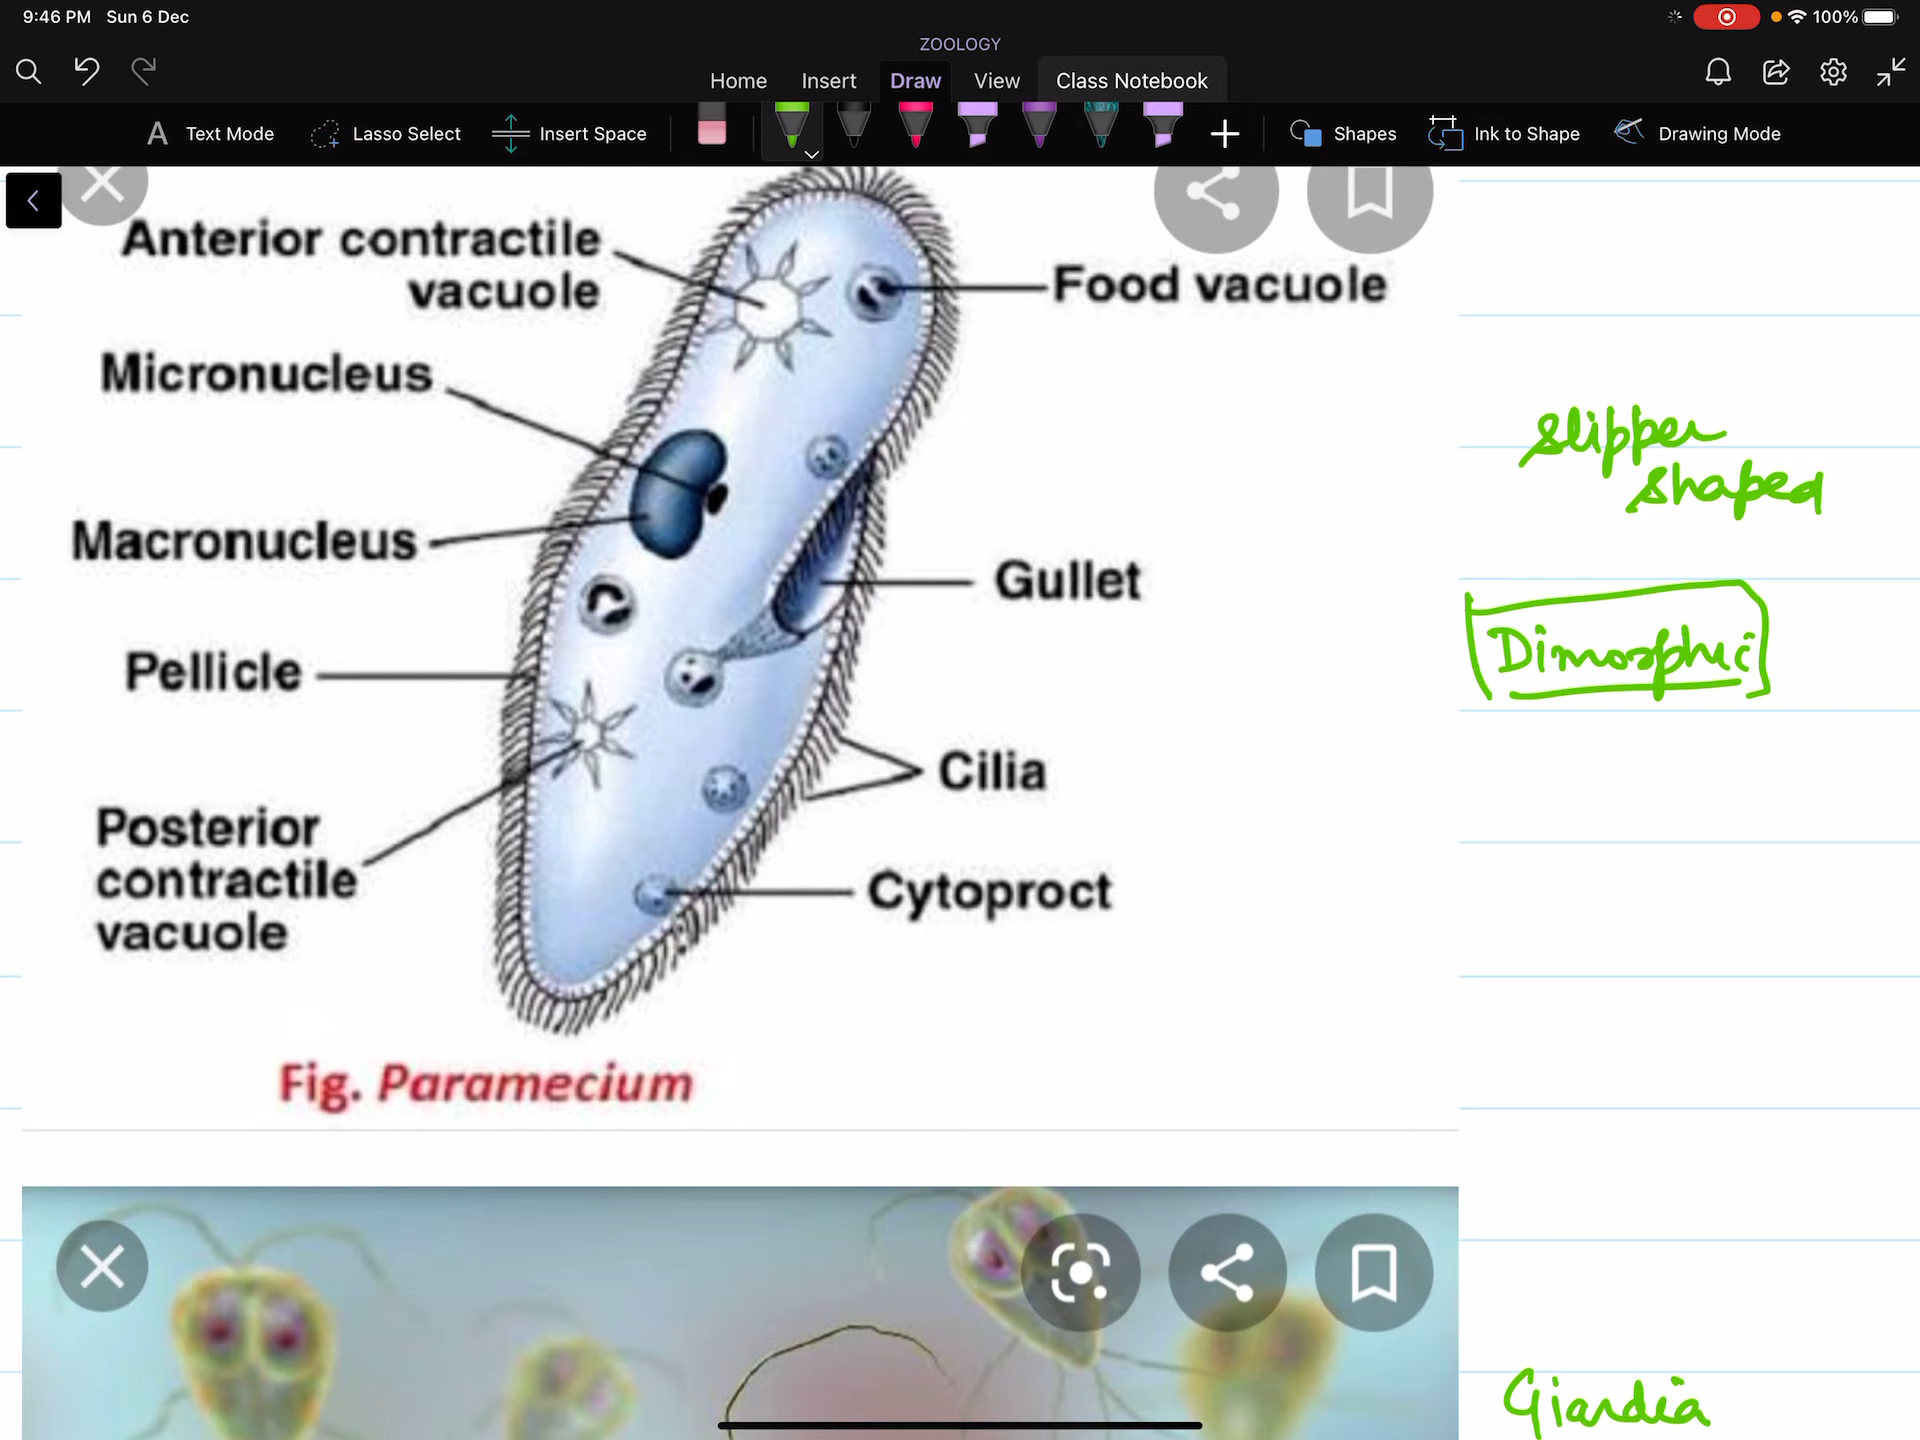 9:46 PM Sun 6 Dec
100%
ZOOLOGY
Home Insert Draw View Class Notebook
A Text Mode Lasso Select Insert Space Shapes Ink to Shape Drawing Mode
Anterior contractile
vacuole
Food vacuole
Micronucleus
slipper
shaped
Macronucleus
Gullet
Dimorphic
Pellicle
Cilia
Posterior
contractile
vacuole
Cytoproct
Fig. Paramecium
Giardia